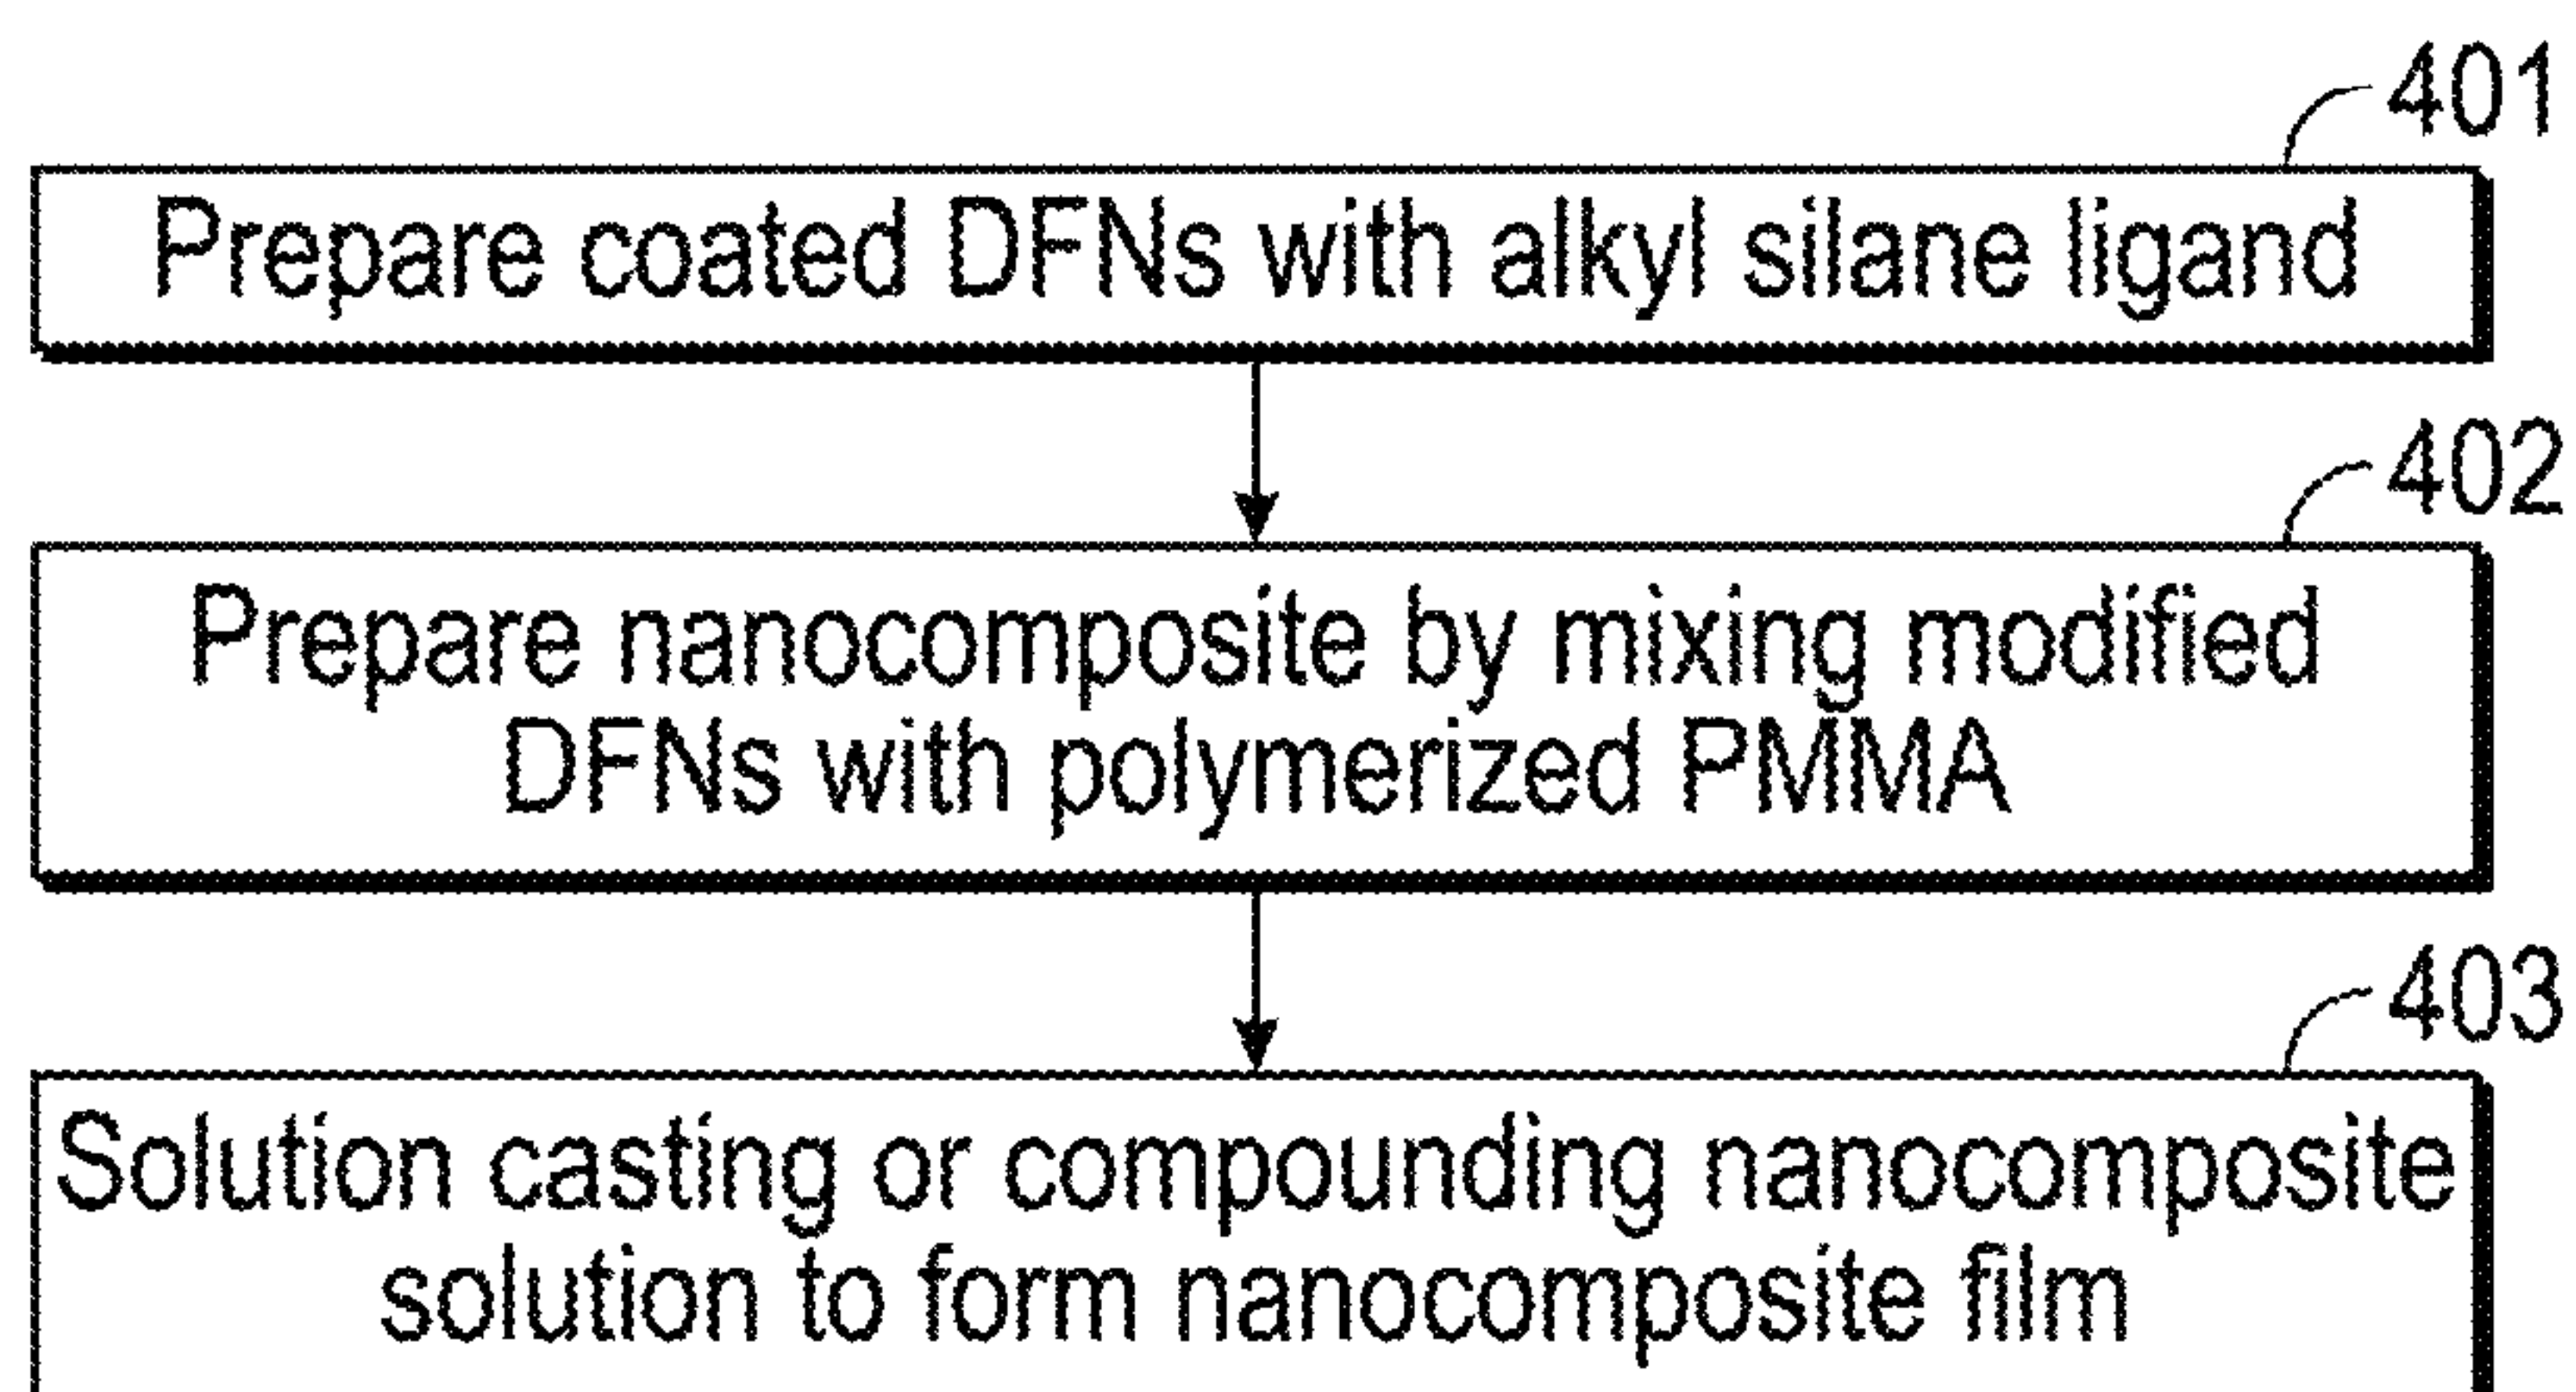 401
Prepare coated DFNs with alkyl silane ligand
402
Prepare nanocomposite by mixing modified
DFNs with polymerized PMMA
403
Solution casting or compounding nanocomposite
solution to form nanocomposite film